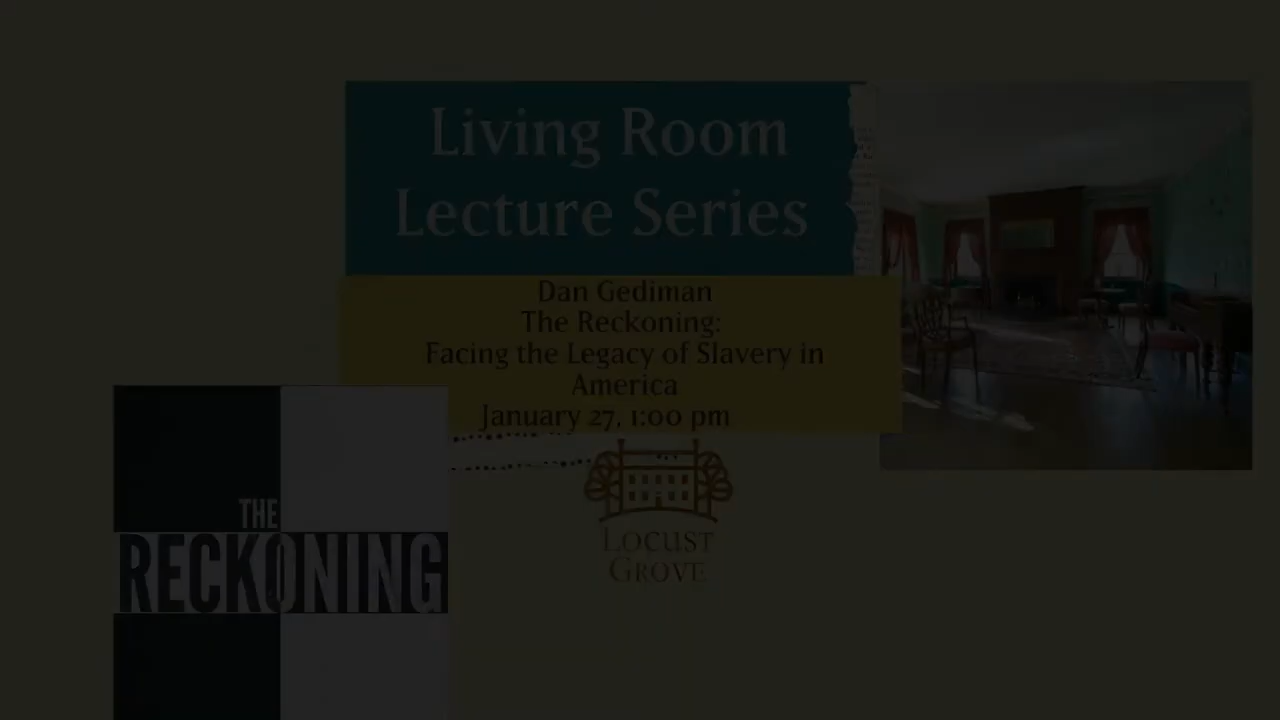 Living Room
Lecture Series
Dan Gediman
The Reckoning:
Facing the Legacy of Slavery in
America
January 27, 1:00 pm
THE
RECKONING
LOCUST
GROVE